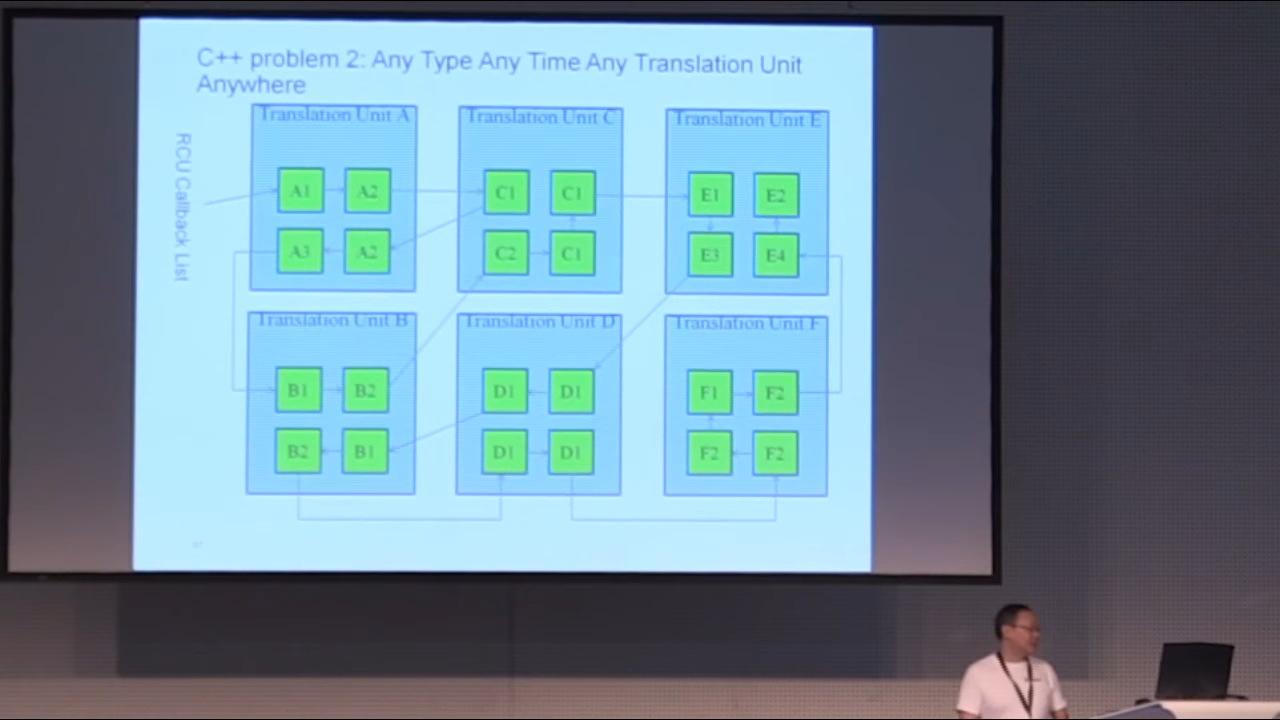 C++ problem 2: Any Type Any Time Any Translation Unit
Anywhere
RCU Callback List
Translation Unit A
A1 A2
A3 A2
Translation Unit C
C1 C1
C2 C1
Translation Unit E
E1 E2
E3 E4
Translation Unit B
B1 B2
B2 B1
Translation Unit D
D1 D1
D1 D1
Translation Unit F
F1 F2
F2 F2